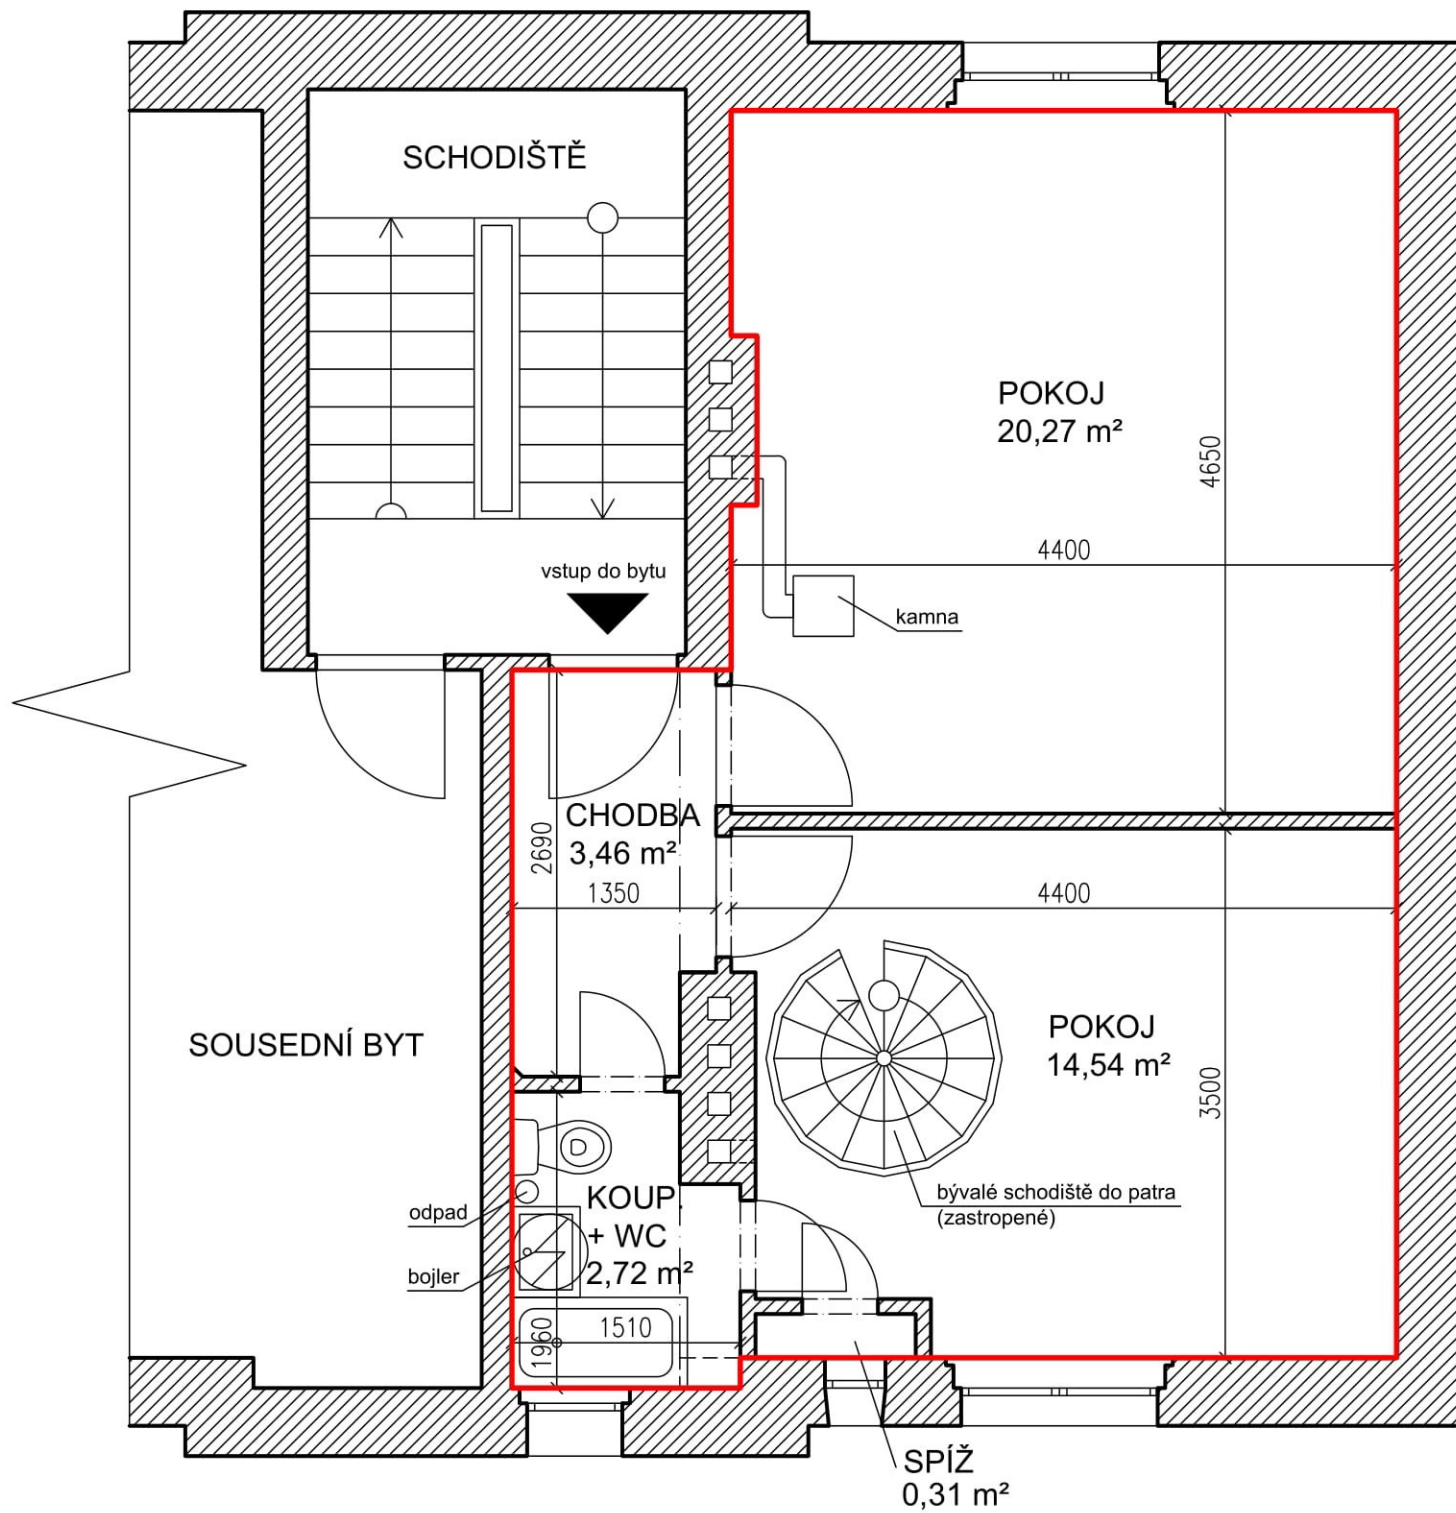 SCHODIŠTĚ
POKOJ
20,27 m²
4650
4400
vstup do bytu
kamna
CHODBA
3,46 m²
2690
1350
4400
SOUSEDNÍ BYT
POKOJ
14,54 m²
3500
bývalé schodiště do patra
(zastropené)
odpad
KOUP.
+ WC
2,72 m²
bojler
1960
1510
SPÍŽ
0,31 m²